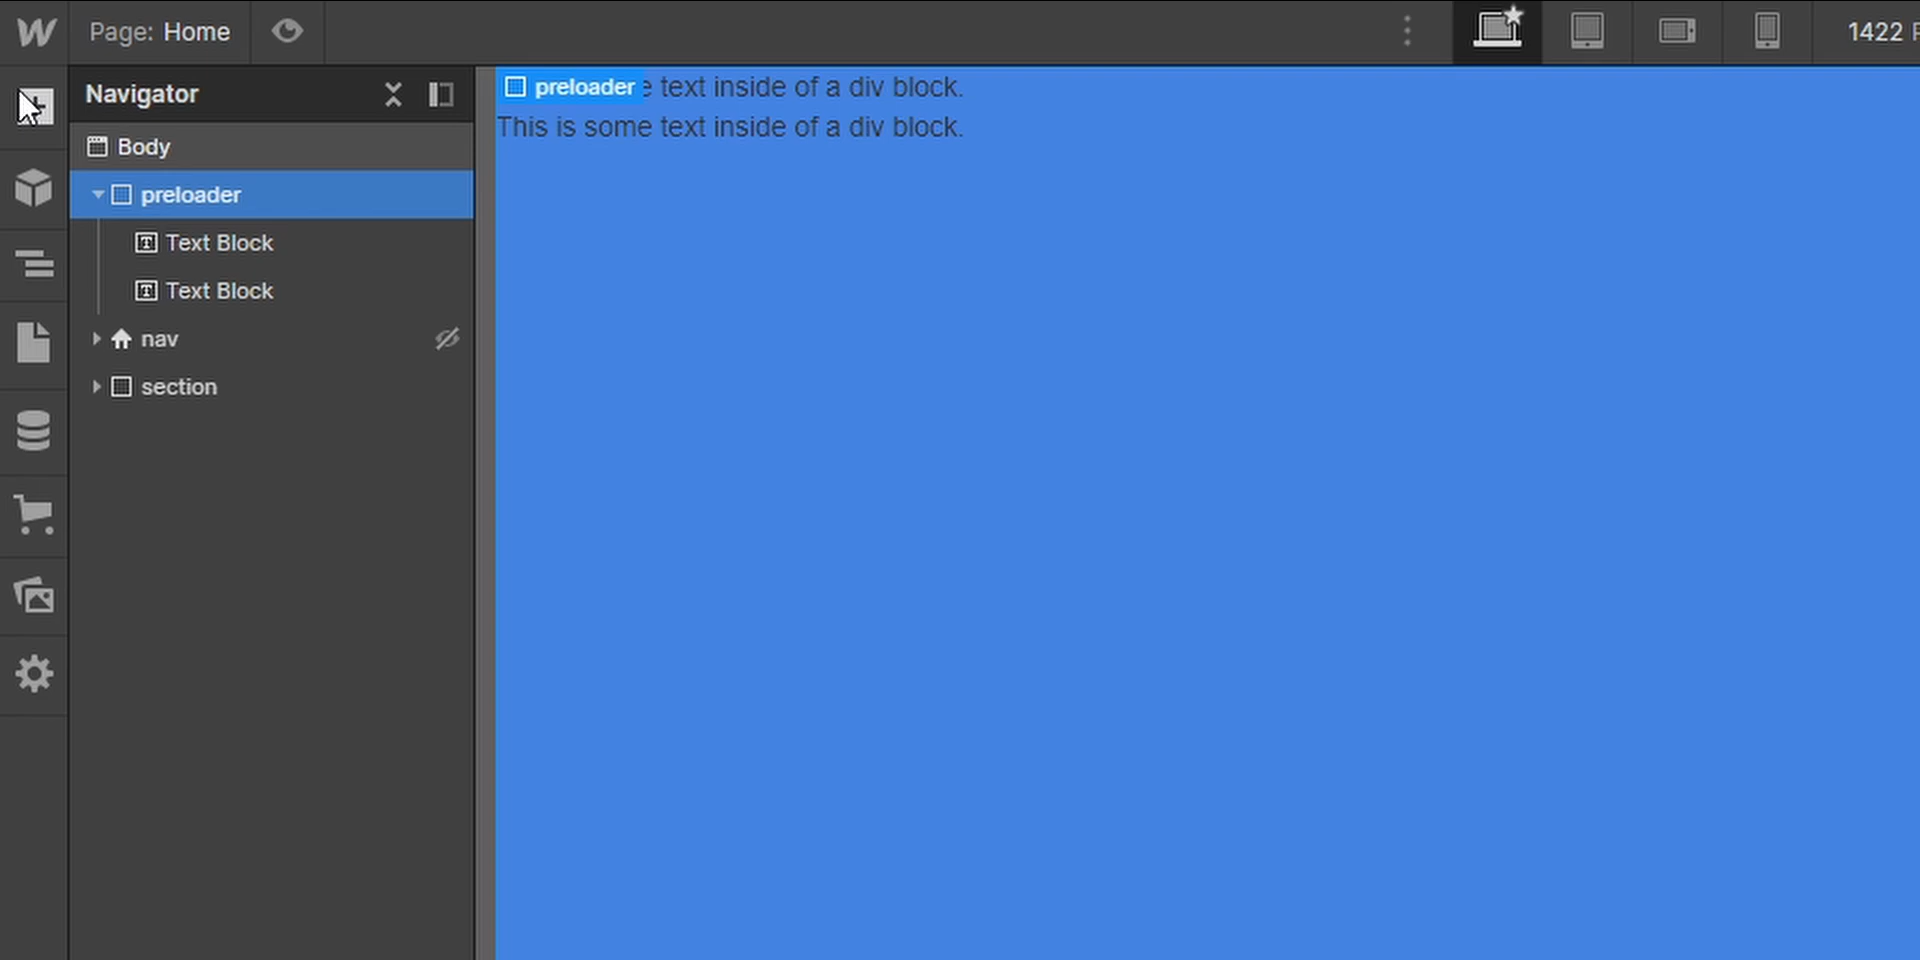 Page: Home
1422
Navigator
Body
preloader
Text Block
Text Block
nav
section
preloader text inside of a div block.
This is some text inside of a div block.